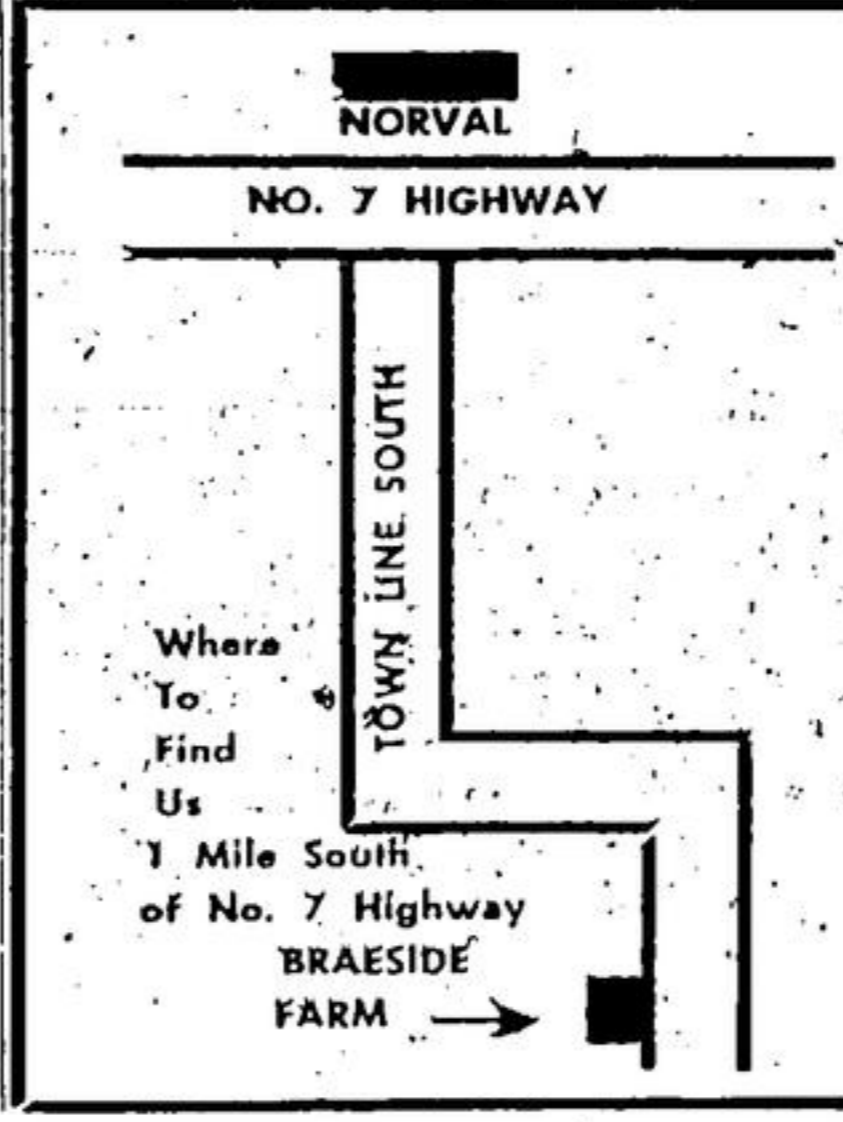 NORVAL
NO. 7 HIGHWAY
TOWN LINE SOUTH
Where
To
Find
Us
1 Mile South
of No. 7 Highway
BRAESIDE
FARM